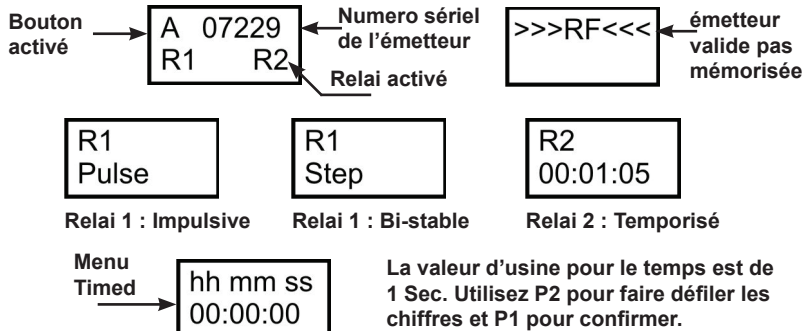 Bouton
activé
A 07229
R1 R2
Numero sériel
de l’émetteur
Relai activé
>>>RF<<<
émetteur
valide pas
mémorisée
R1
Pulse
R1
Step
R2
00:01:05
Relai 1 : Impulsive
Relai 1 : Bi-stable
Relai 2 : Temporisé
Menu
Timed
hh mm ss
00:00:00
La valeur d’usine pour le temps est de
1 Sec. Utilisez P2 pour faire défiler les
chiffres et P1 pour confirmer.